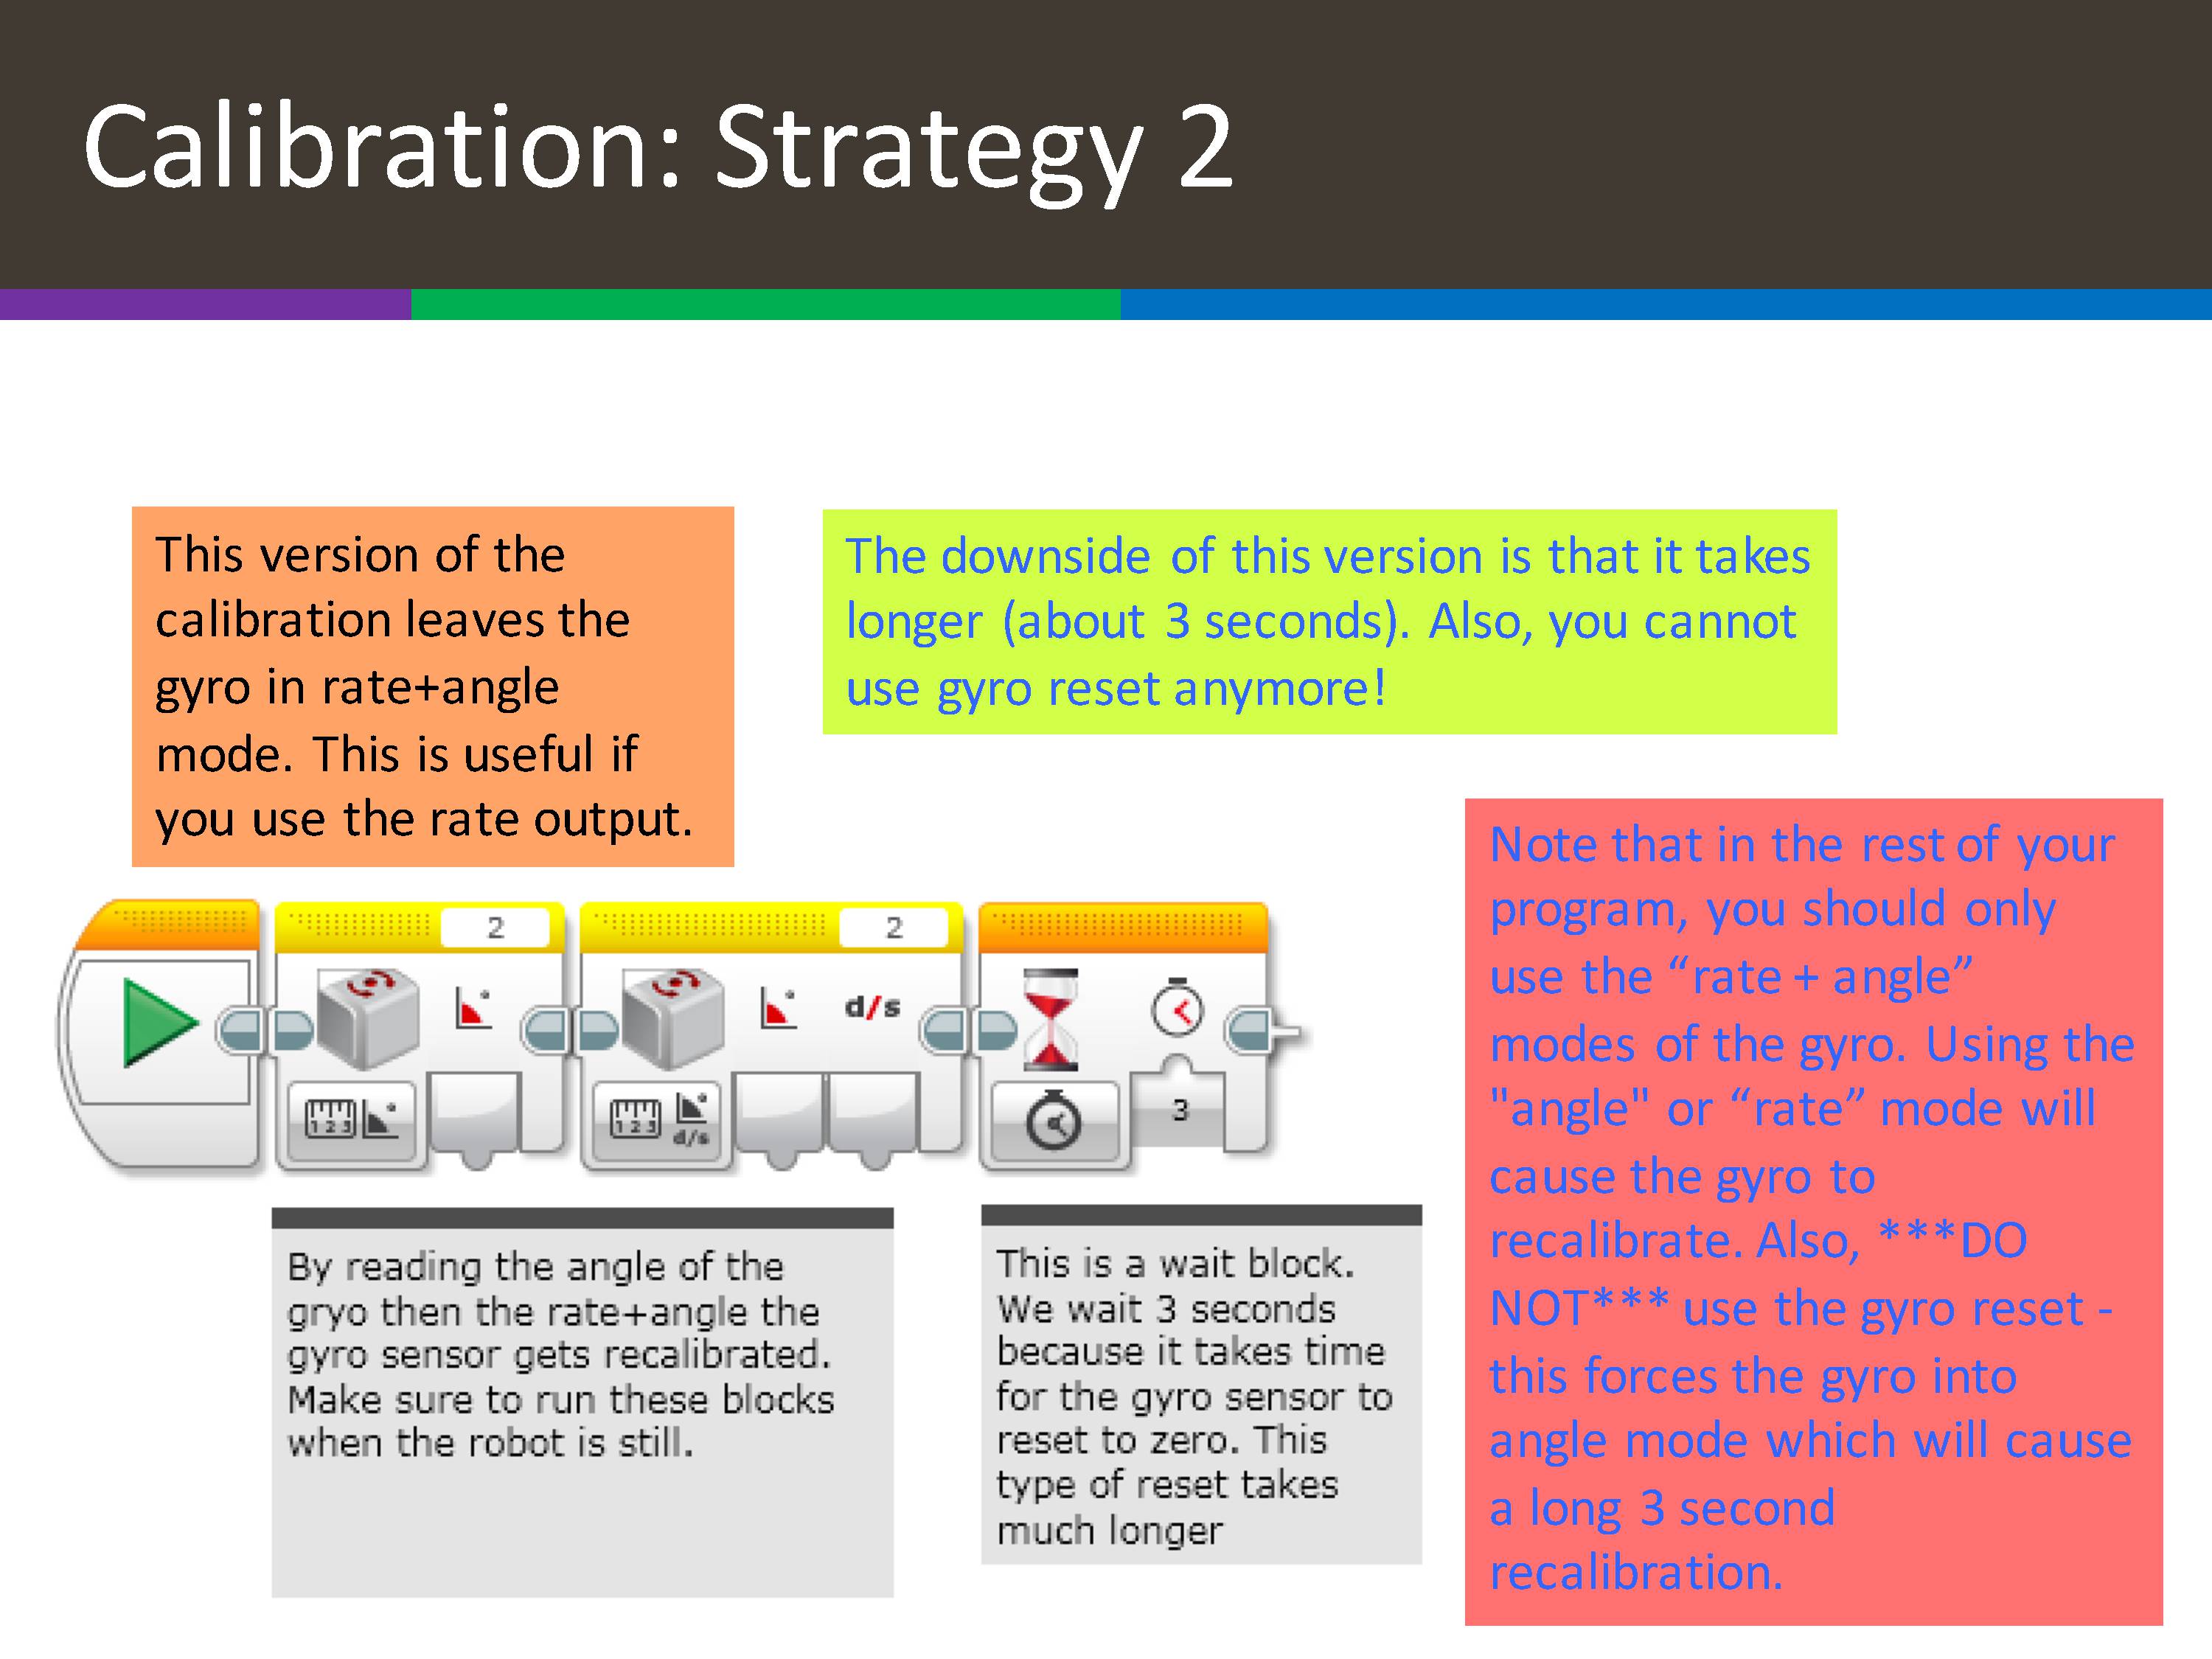 Calibration: Strategy 2
This version of the
calibration leaves the
gyro in rate+angle
mode. This is useful if
you use the rate output.
The downside of this version is that it takes
longer (about 3 seconds). Also, you cannot
use gyro reset anymore!
Note that in the rest of your
program, you should only
use the “rate + angle”
modes of the gyro. Using the
"angle" or “rate” mode will
cause the gyro to
recalibrate. Also, ***DO
NOT*** use the gyro reset -
this forces the gyro into
angle mode which will cause
a long 3 second
recalibration.
2
2
d/s
1 2 3
1 2 3
d/s
3
By reading the angle of the
gryo then the rate+angle the
gyro sensor gets recalibrated.
Make sure to run these blocks
when the robot is still.
This is a wait block.
We wait 3 seconds
because it takes time
for the gyro sensor to
reset to zero. This
type of reset takes
much longer